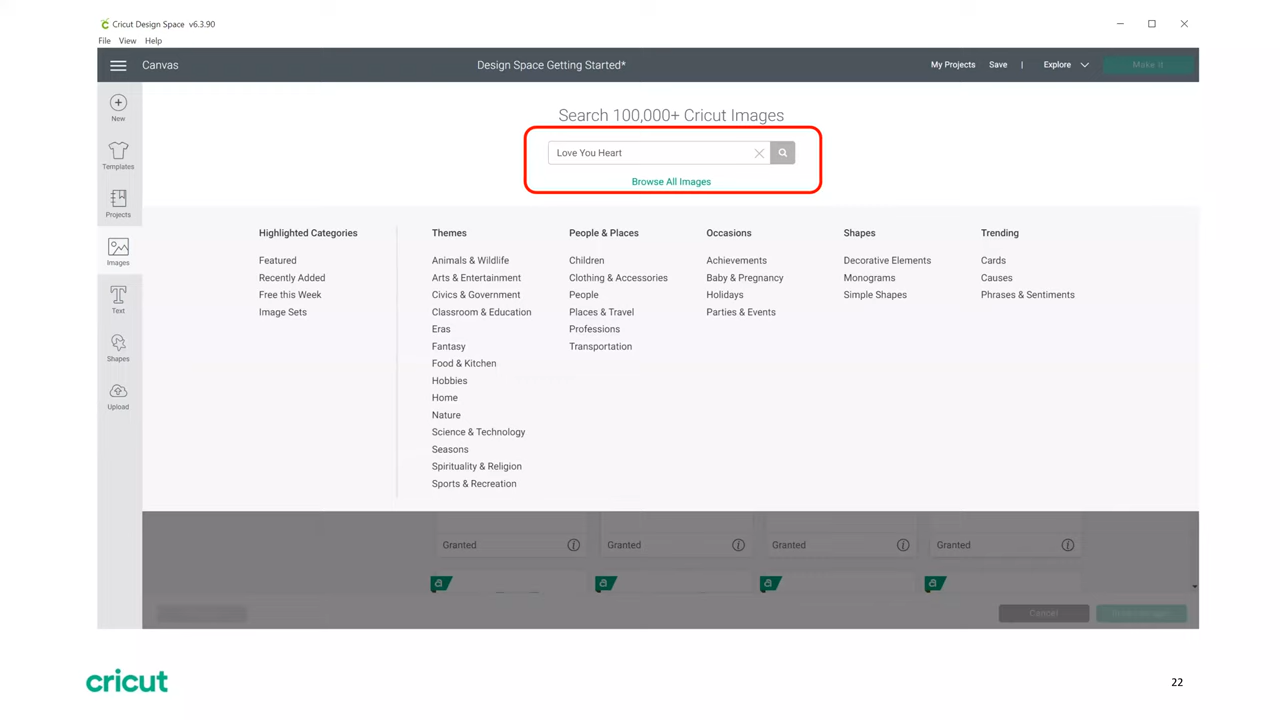 Cricut Design Space v6.3.90
File View Help
Canvas
Design Space Getting Started*
My Projects Save | Explore Make It
New
Templates
Projects
Images
Text
Shapes
Upload
Search 100,000+ Cricut Images
Love You Heart
Browse All Images
Highlighted Categories
Featured
Recently Added
Free this Week
Image Sets
Themes
Animals & Wildlife
Arts & Entertainment
Civics & Government
Classroom & Education
Eras
Fantasy
Food & Kitchen
Hobbies
Home
Nature
Science & Technology
Seasons
Spirituality & Religion
Sports & Recreation
People & Places
Children
Clothing & Accessories
People
Places & Travel
Professions
Transportation
Occasions
Achievements
Baby & Pregnancy
Holidays
Parties & Events
Shapes
Decorative Elements
Monograms
Simple Shapes
Trending
Cards
Causes
Phrases & Sentiments
Granted Granted Granted Granted
a a a a
Cancel
cricut
22